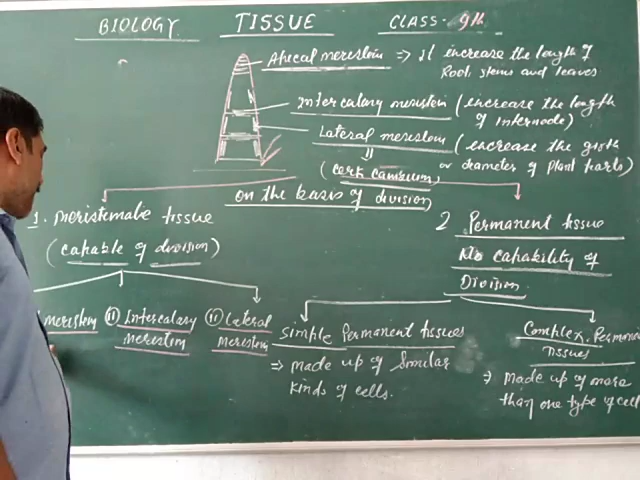 BIOLOGY TISSUE CLASS-9th
Apecal meristem => it increase the length of
Root, stems and leaves
Intercalary meristem (increase the length
of internode)
Lateral meristem (increase the groth
or diameter of plant parts)
(cork cambium)
on the basis of division
1. meristematic tissue
(capable of division)
2 Permanent tissue
No capability of
Division
meristem (II) Intercalary
meristem
(II) Lateral
meristem
Simple Permanent tissues
=> made up of Similar
kinds of cells.
Complex. Perman
tissues
=> made up of more
than one type of cell